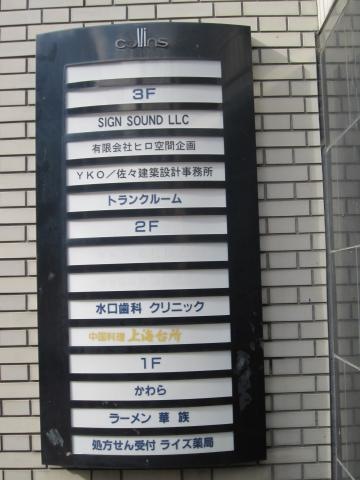 collins
3F
SIGN SOUND LLC
有限会社ヒロ空間企画
YKO／佐々建築設計事務所
トランクルーム
2F
水口歯科 クリニック
中国料理 上海台所
1F
かわら
ラーメン 華族
処方せん受付 ライズ薬局